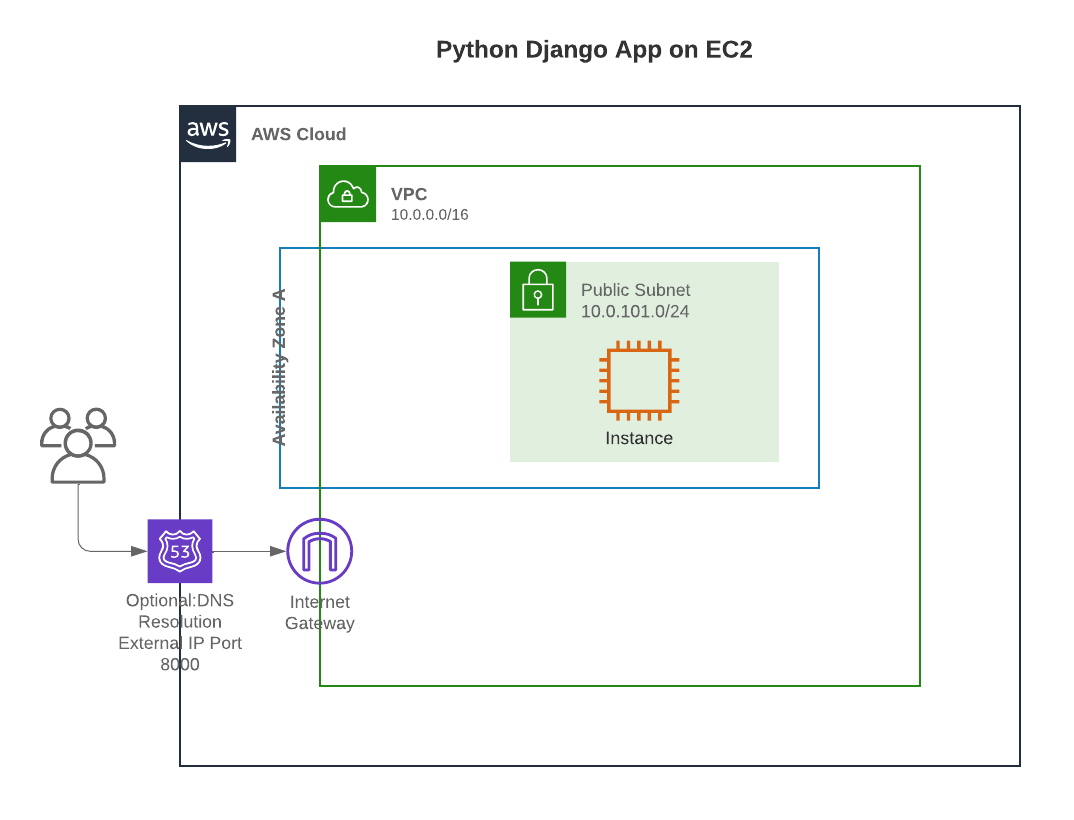 Python Django App on EC2
aws
AWS Cloud
VPC
10.0.0.0/16
Availability Zone A
Public Subnet
10.0.101.0/24
Instance
53
Optional:DNS
Resolution
External IP Port
8000
Internet
Gateway